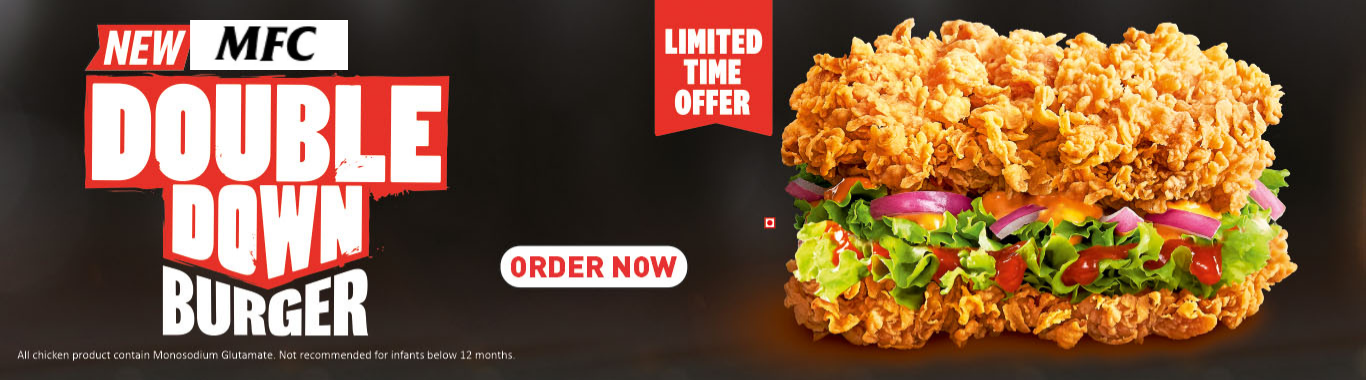 NEW MFC
DOUBLE
DOWN
BURGER
LIMITED
TIME
OFFER
ORDER NOW
All chicken product contain Monosodium Glutamate. Not recommended for infants below 12 months.